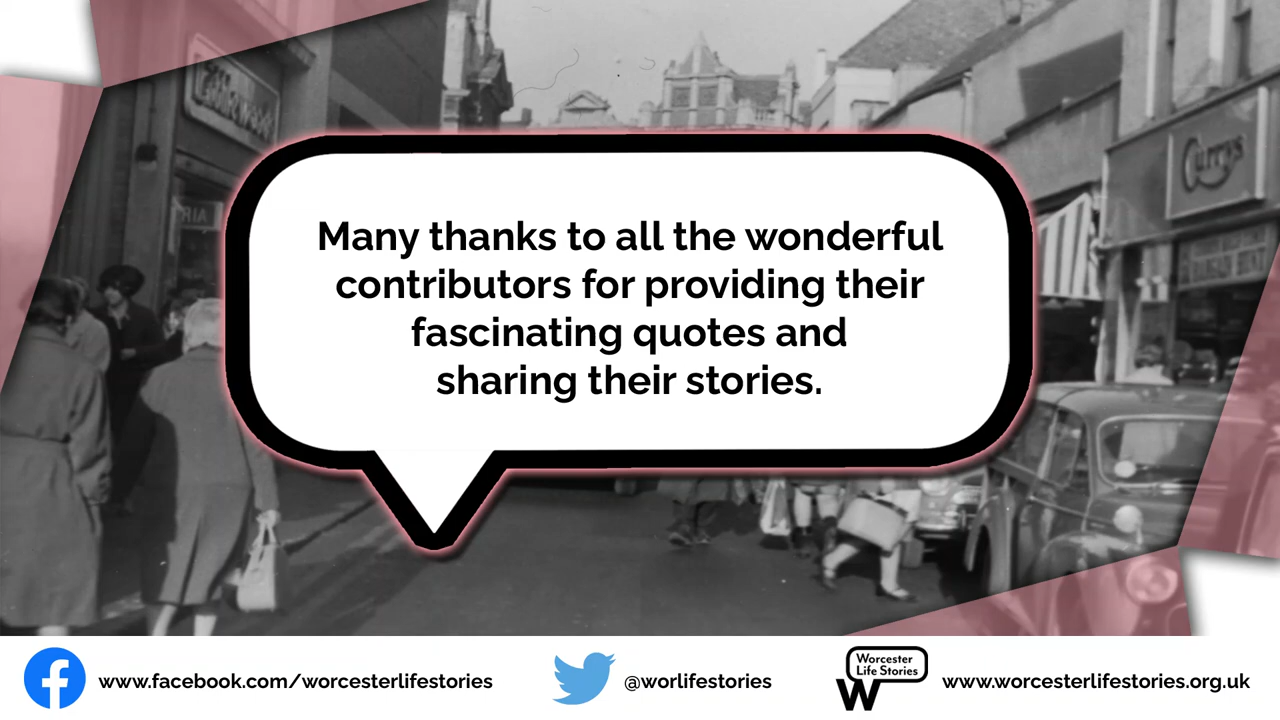 AIR
Currys
Many thanks to all the wonderful
contributors for providing their
fascinating quotes and
sharing their stories.
www.facebook.com/worcesterlifestories
@worlifestories
Worcester
Life Stories
W
www.worcesterlifestories.org.uk